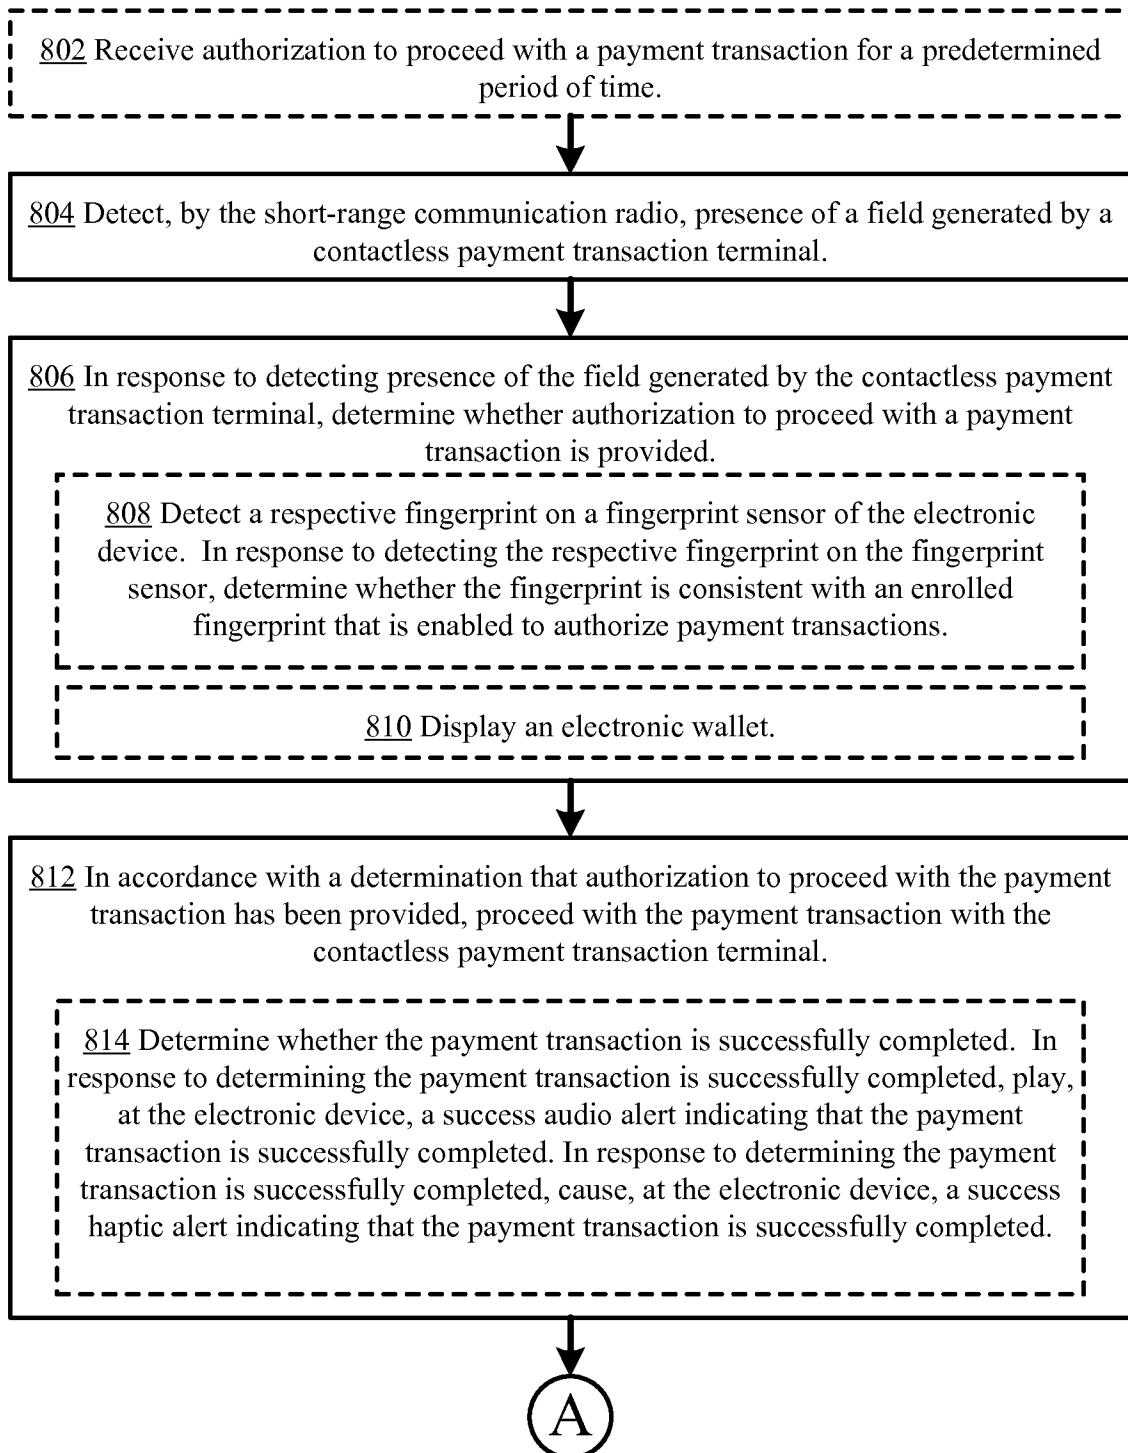 802 Receive authorization to proceed with a payment transaction for a predetermined
period of time.
804 Detect, by the short-range communication radio, presence of a field generated by a
contactless payment transaction terminal.
806 In response to detecting presence of the field generated by the contactless payment
transaction terminal, determine whether authorization to proceed with a payment
transaction is provided.
808 Detect a respective fingerprint on a fingerprint sensor of the electronic
device.  In response to detecting the respective fingerprint on the fingerprint
sensor, determine whether the fingerprint is consistent with an enrolled
fingerprint that is enabled to authorize payment transactions.
810 Display an electronic wallet.
812 In accordance with a determination that authorization to proceed with the payment
transaction has been provided, proceed with the payment transaction with the
contactless payment transaction terminal.
814 Determine whether the payment transaction is successfully completed.  In
response to determining the payment transaction is successfully completed, play,
at the electronic device, a success audio alert indicating that the payment
transaction is successfully completed. In response to determining the payment
transaction is successfully completed, cause, at the electronic device, a success
haptic alert indicating that the payment transaction is successfully completed.
A